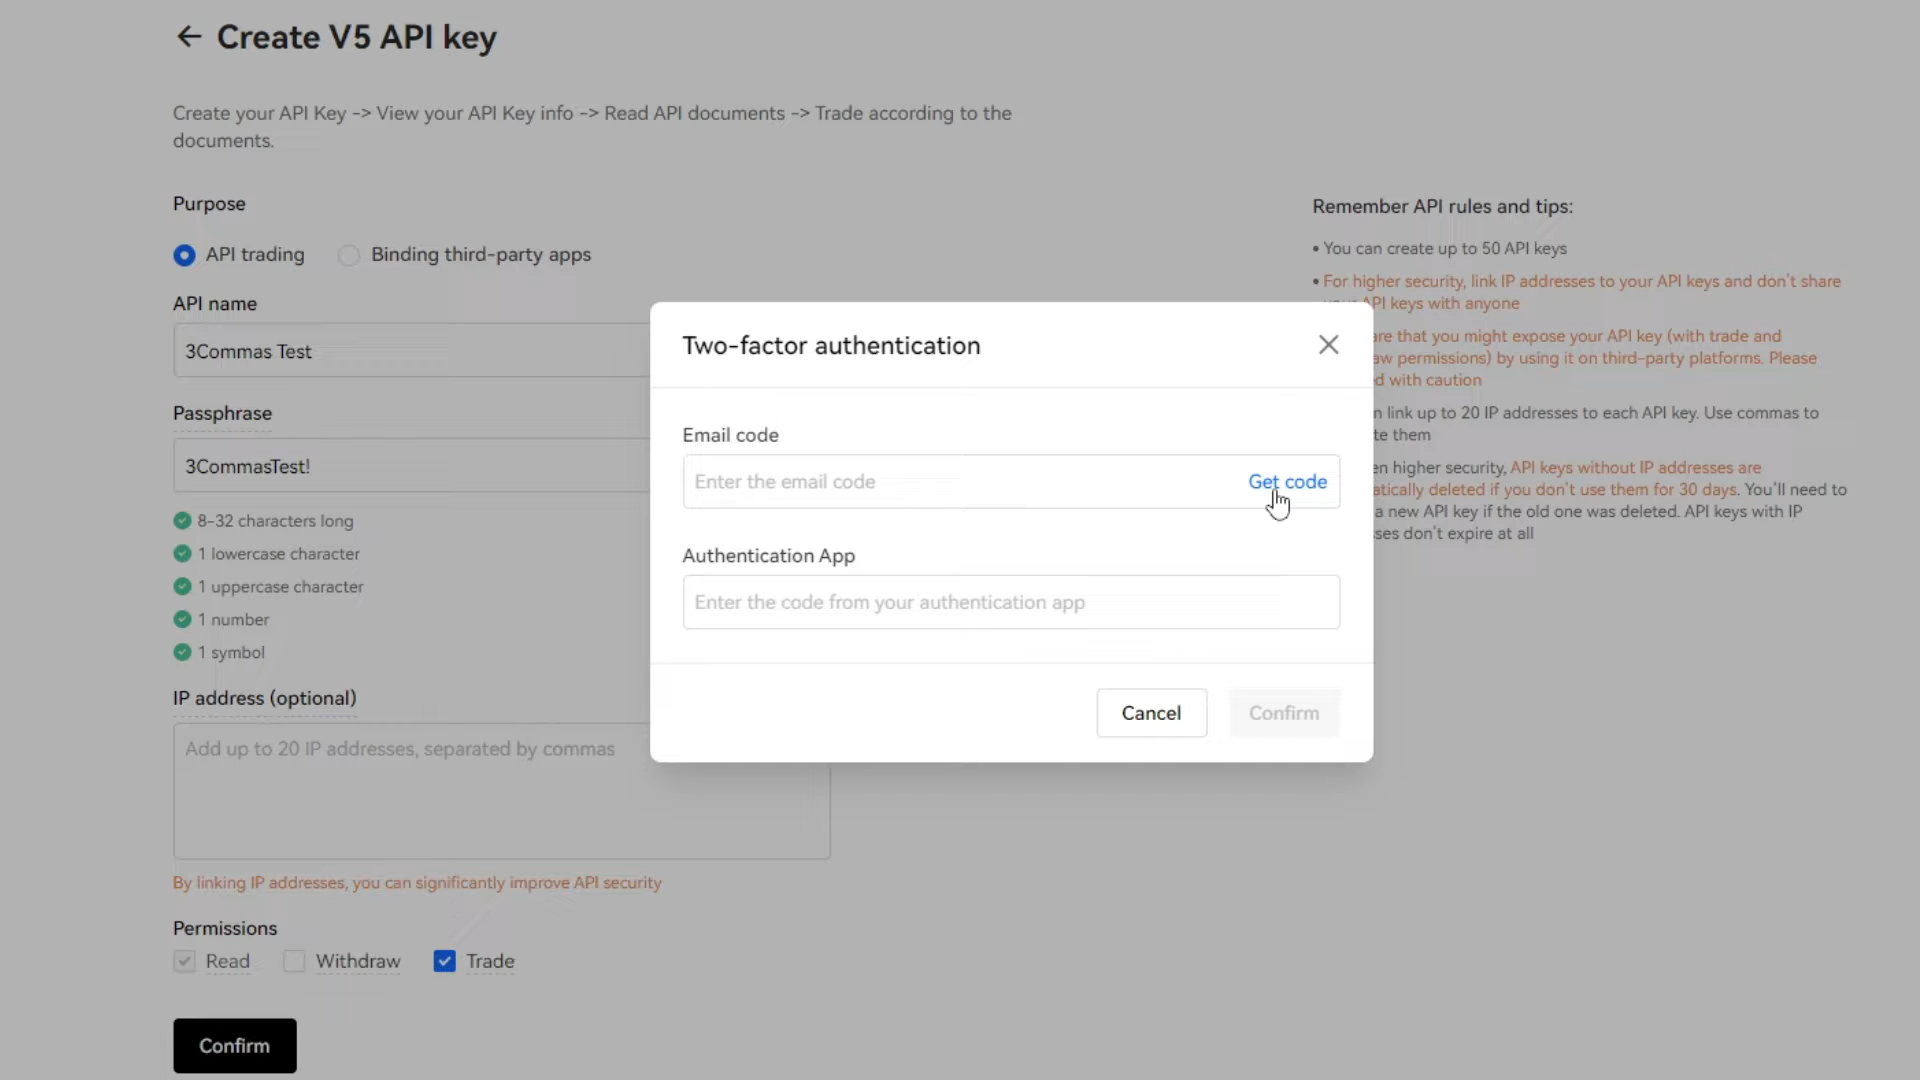 Create V5 API key
Create your API Key -> View your API Key info -> Read API documents -> Trade according to the
documents.
Purpose
API trading
Binding third-party apps
API name
3Commas Test
Passphrase
3CommasTest!
8-32 characters long
1 lowercase character
1 uppercase character
1 number
1 symbol
IP address (optional)
Add up to 20 IP addresses, separated by commas
By linking IP addresses, you can significantly improve API security
Permissions
Read
Withdraw
Trade
Confirm
Two-factor authentication
Email code
Enter the email code
Get code
Authentication App
Enter the code from your authentication app
Cancel
Confirm
Remember API rules and tips:
• You can create up to 50 API keys
• For higher security, link IP addresses to your API keys and don't share
API keys with anyone
that you might expose your API key (with trade and
permissions) by using it on third-party platforms. Please
with caution
link up to 20 IP addresses to each API key. Use commas to
them
higher security, API keys without IP addresses are
deleted if you don't use them for 30 days. You'll need to
a new API key if the old one was deleted. API keys with IP
don't expire at all